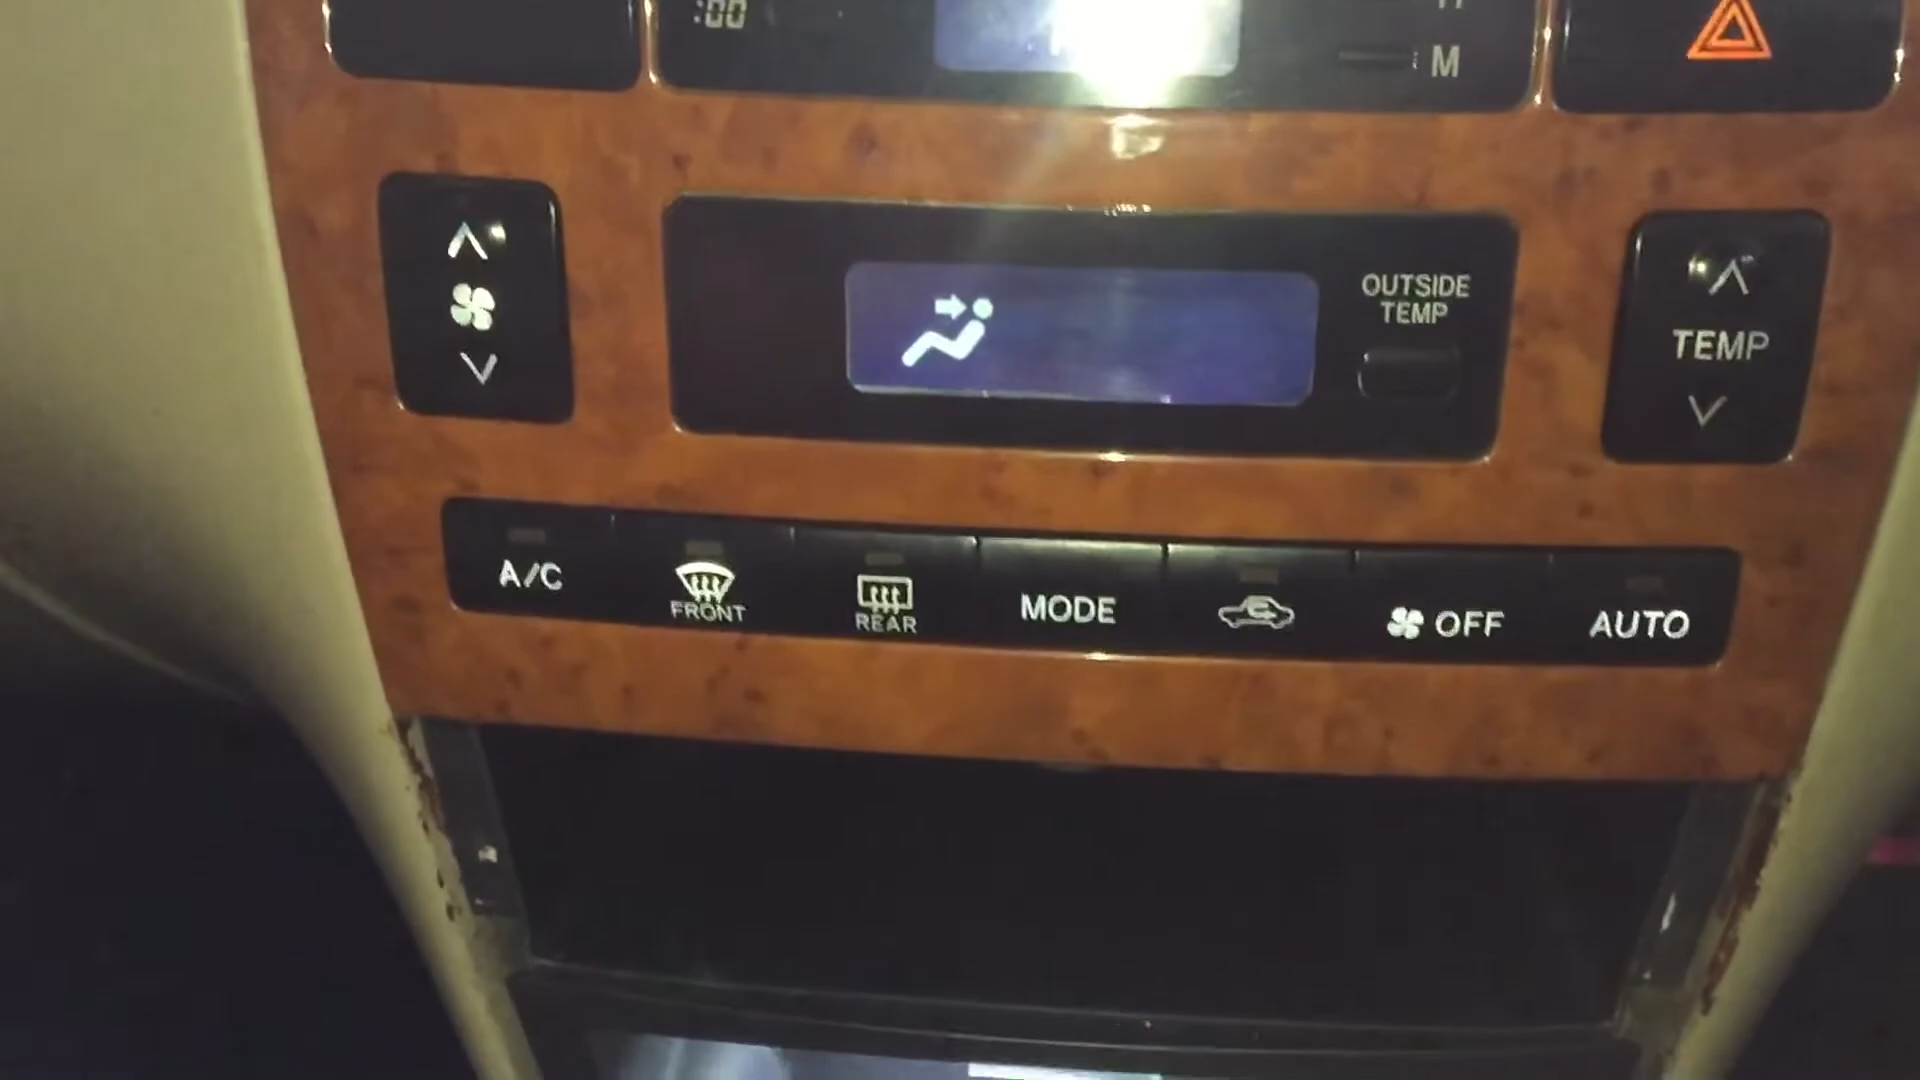 :00
M
OUTSIDE
TEMP
TEMP
A/C
FRONT
REAR
MODE
OFF
AUTO